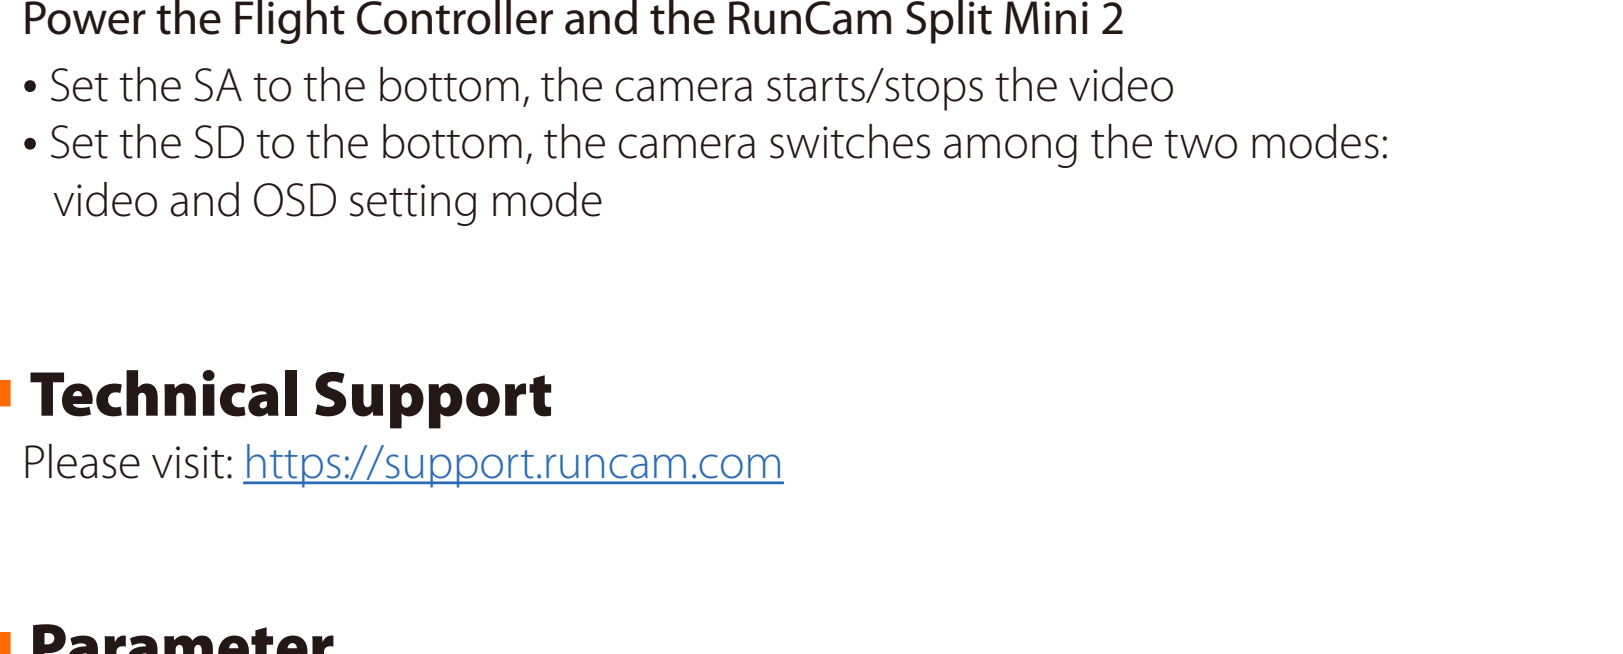 Power the Flight Controller and the RunCam Split Mini 2
• Set the SA to the bottom, the camera starts/stops the video
• Set the SD to the bottom, the camera switches among the two modes:
video and OSD setting mode
Technical Support
Please visit: https://support.runcam.com
Parameter